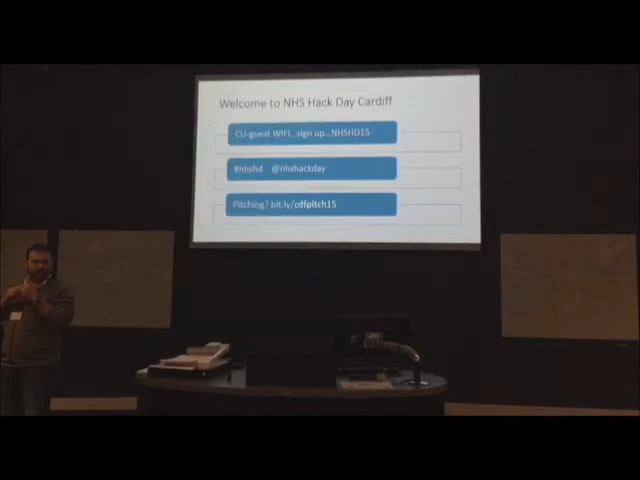 Welcome to NHS Hack Day Cardiff
CU-guest WIFI...sign up...NHSHD15
#nhshd @nhshackday
Pitching? bit.ly/cdfpitch15